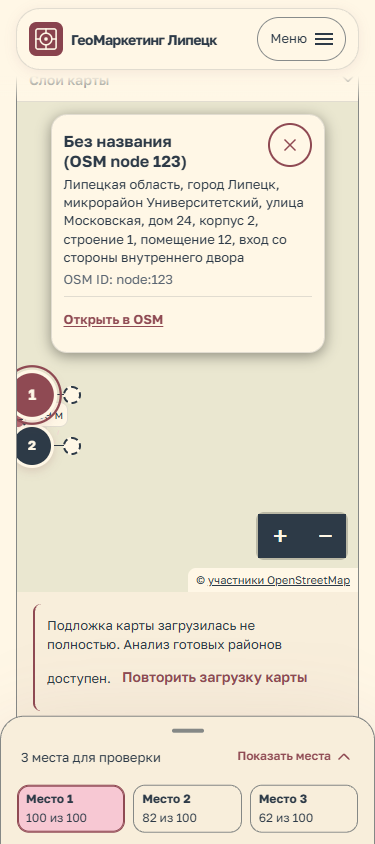 ГеоМаркетинг Липецк
Меню
Слои карты
Без названия
(OSM node 123)
Липецкая область, город Липецк,
микрорайон Университетский, улица
Московская, дом 24, корпус 2,
строение 1, помещение 12, вход со
стороны внутреннего двора
OSM ID: node:123
Открыть в OSM
1
м
2
+ −
© участники OpenStreetMap
Подложка карты загрузилась не
полностью. Анализ готовых районов
доступен. Повторить загрузку карты
3 места для проверки
Показать места
Место 1
100 из 100
Место 2
82 из 100
Место 3
62 из 100